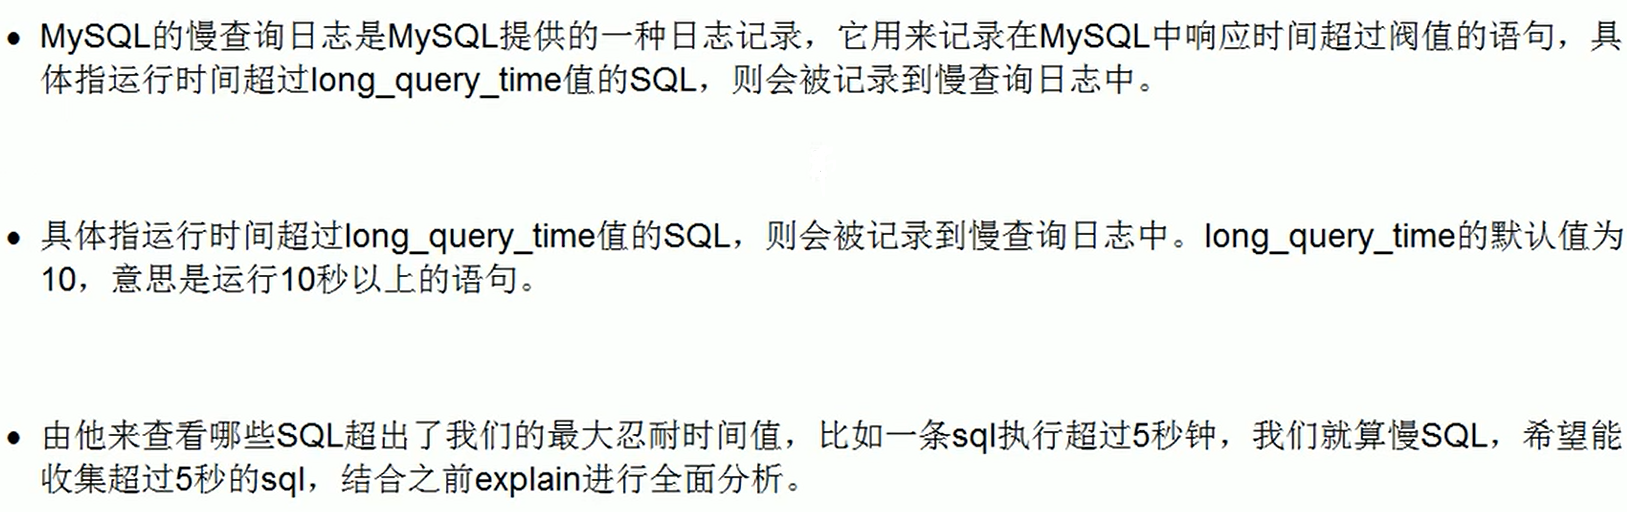 • MySQL的慢查询日志是MySQL提供的一种日志记录，它用来记录在MySQL中响应时间超过阀值的语句，具
体指运行时间超过long_query_time值的SQL，则会被记录到慢查询日志中。
• 具体指运行时间超过long_query_time值的SQL，则会被记录到慢查询日志中。long_query_time的默认值为
10，意思是运行10秒以上的语句。
• 由他来查看哪些SQL超出了我们的最大忍耐时间值，比如一条sql执行超过5秒钟，我们就算慢SQL，希望能
收集超过5秒的sql，结合之前explain进行全面分析。